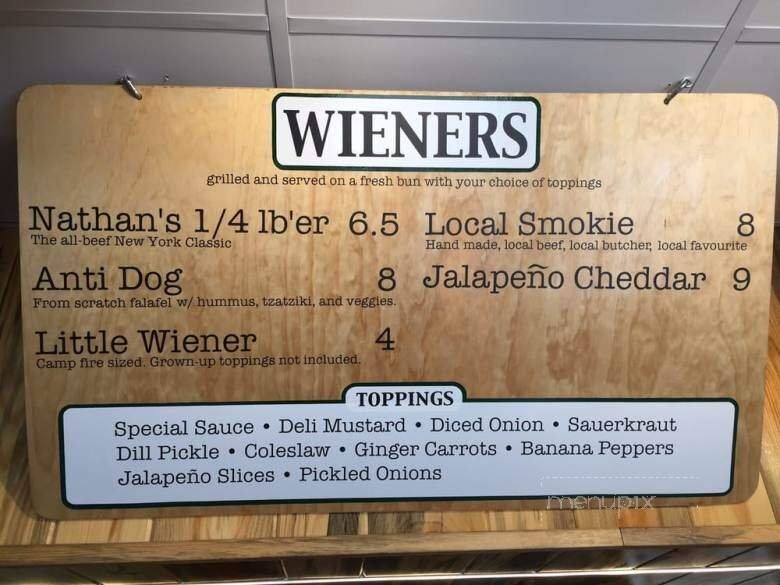 WIENERS
grilled and served on a fresh bun with your choice of toppings
Nathan's 1/4 lb'er 6.5
The all-beef New York Classic
Anti Dog 8
From scratch falafel w/ hummus, tzatziki, and veggies.
Little Wiener 4
Camp fire sized. Grown-up toppings not included.
Local Smokie 8
Hand made, local beef, local butcher, local favourite
Jalapeño Cheddar 9
TOPPINGS
Special Sauce • Deli Mustard • Diced Onion • Sauerkraut
Dill Pickle • Coleslaw • Ginger Carrots • Banana Peppers
Jalapeño Slices • Pickled Onions
menupix